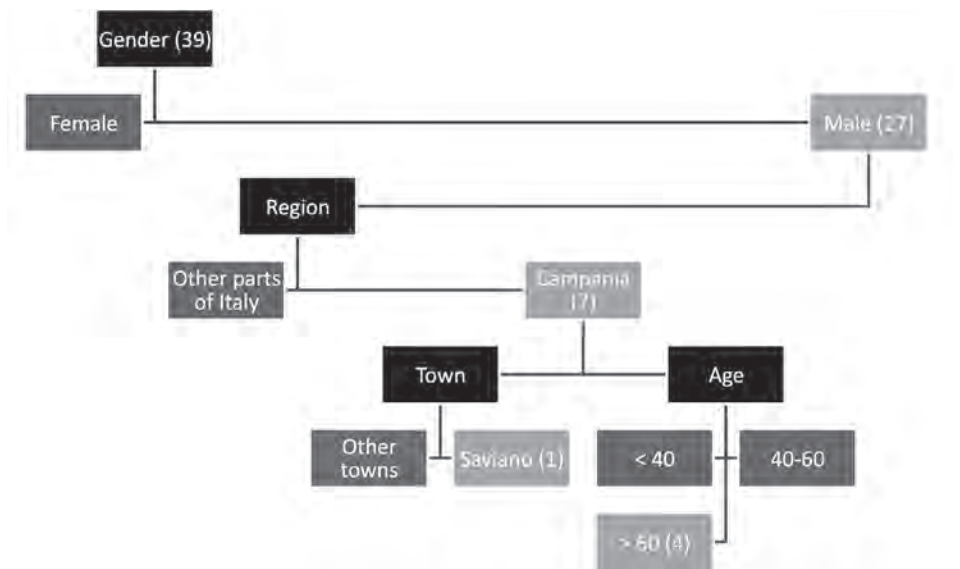 Gender (39)
Female
Male (27)
Region
Other parts
of Italy
Campania
(7)
Town
Age
Other
towns
Saviano (1)
< 40
40-60
> 60 (4)